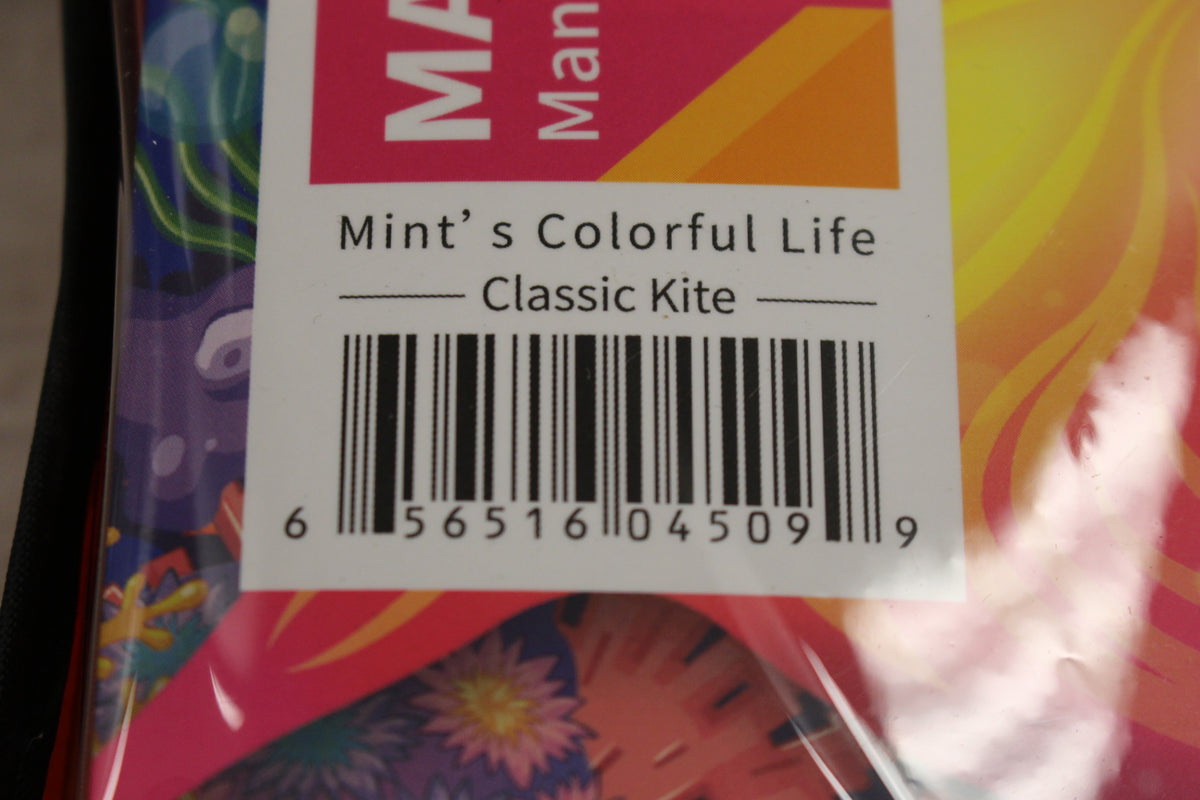 MA
Man
Mint's Colorful Life
Classic Kite
6 56516 04509 9